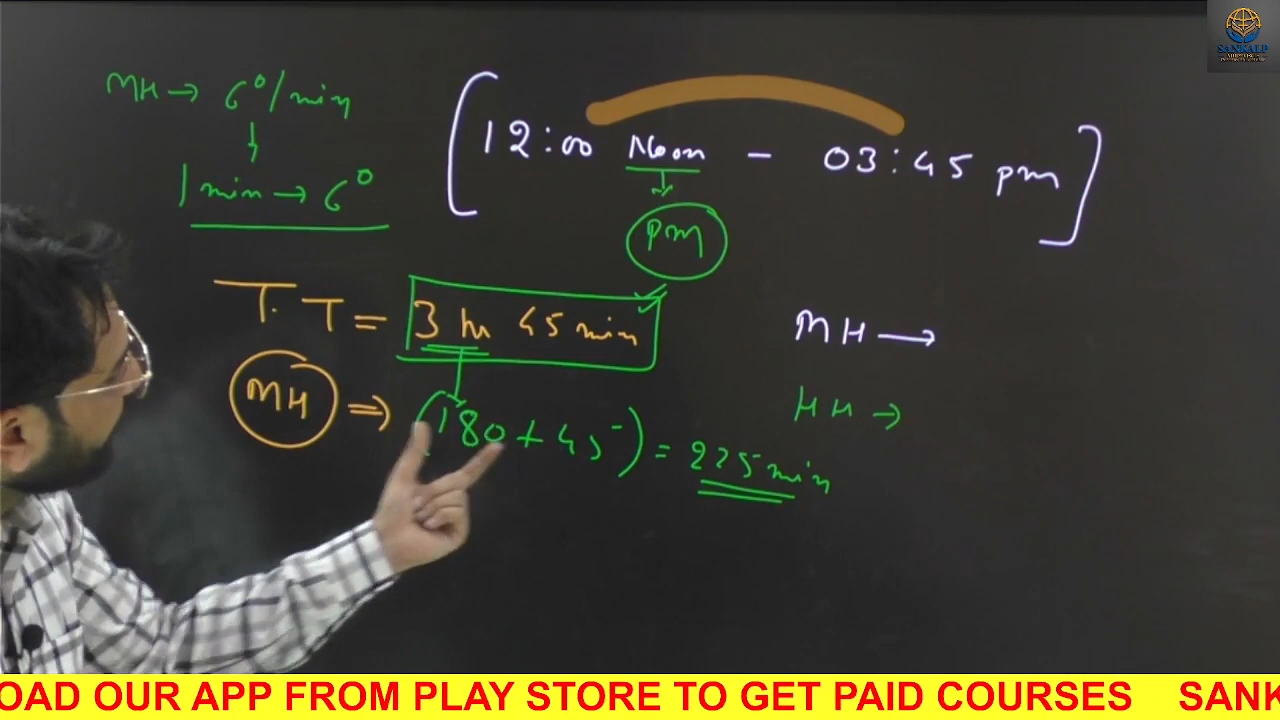 MH → 6°/min
1 min → 6°
[12:00 Noon - 03:45 pm]
PM
T.T = 3 hr 45 min
MH ⇒ (180+45) = 225 min
MH →
HH →
SANKALP
OAD OUR APP FROM PLAY STORE TO GET PAID COURSES SANK